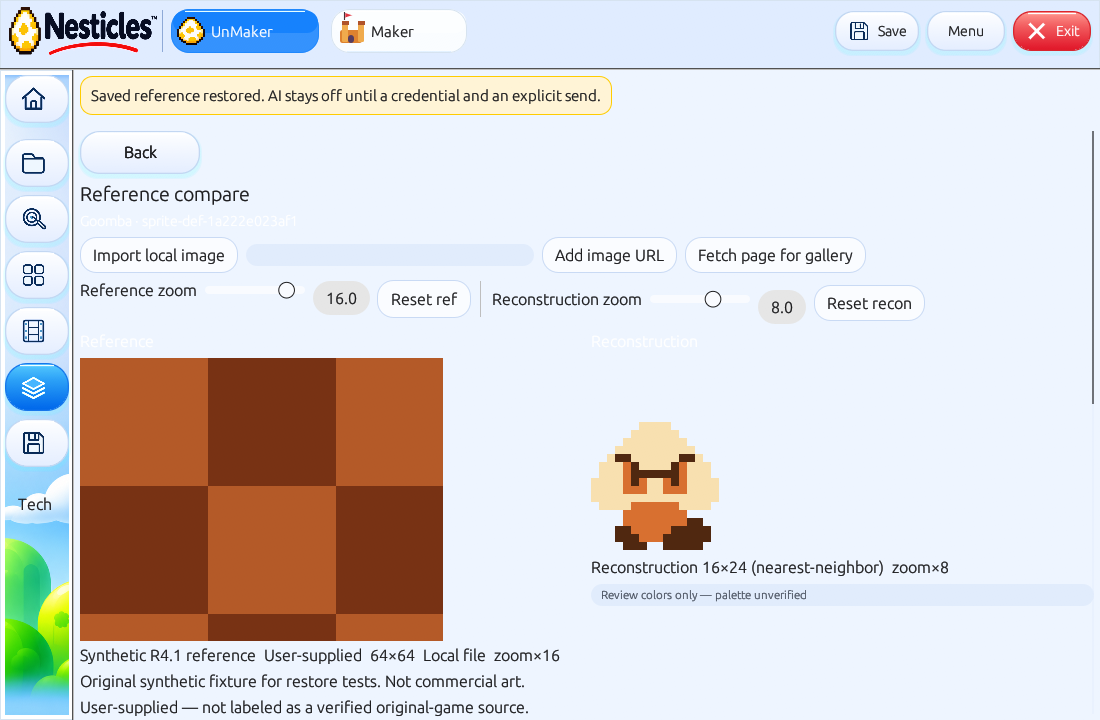 Nesticles™
UnMaker
Maker
Save
Menu
Exit
Saved reference restored. AI stays off until a credential and an explicit send.
Back
Reference compare
Goomba · sprite-def-1a222e023af1
Import local image
Add image URL
Fetch page for gallery
Reference zoom
16.0
Reset ref
Reconstruction zoom
8.0
Reset recon
Reference
Reconstruction
Reconstruction 16×24 (nearest-neighbor) zoom×8
Review colors only — palette unverified
Tech
Synthetic R4.1 reference User-supplied 64×64 Local file zoom×16
Original synthetic fixture for restore tests. Not commercial art.
User-supplied — not labeled as a verified original-game source.